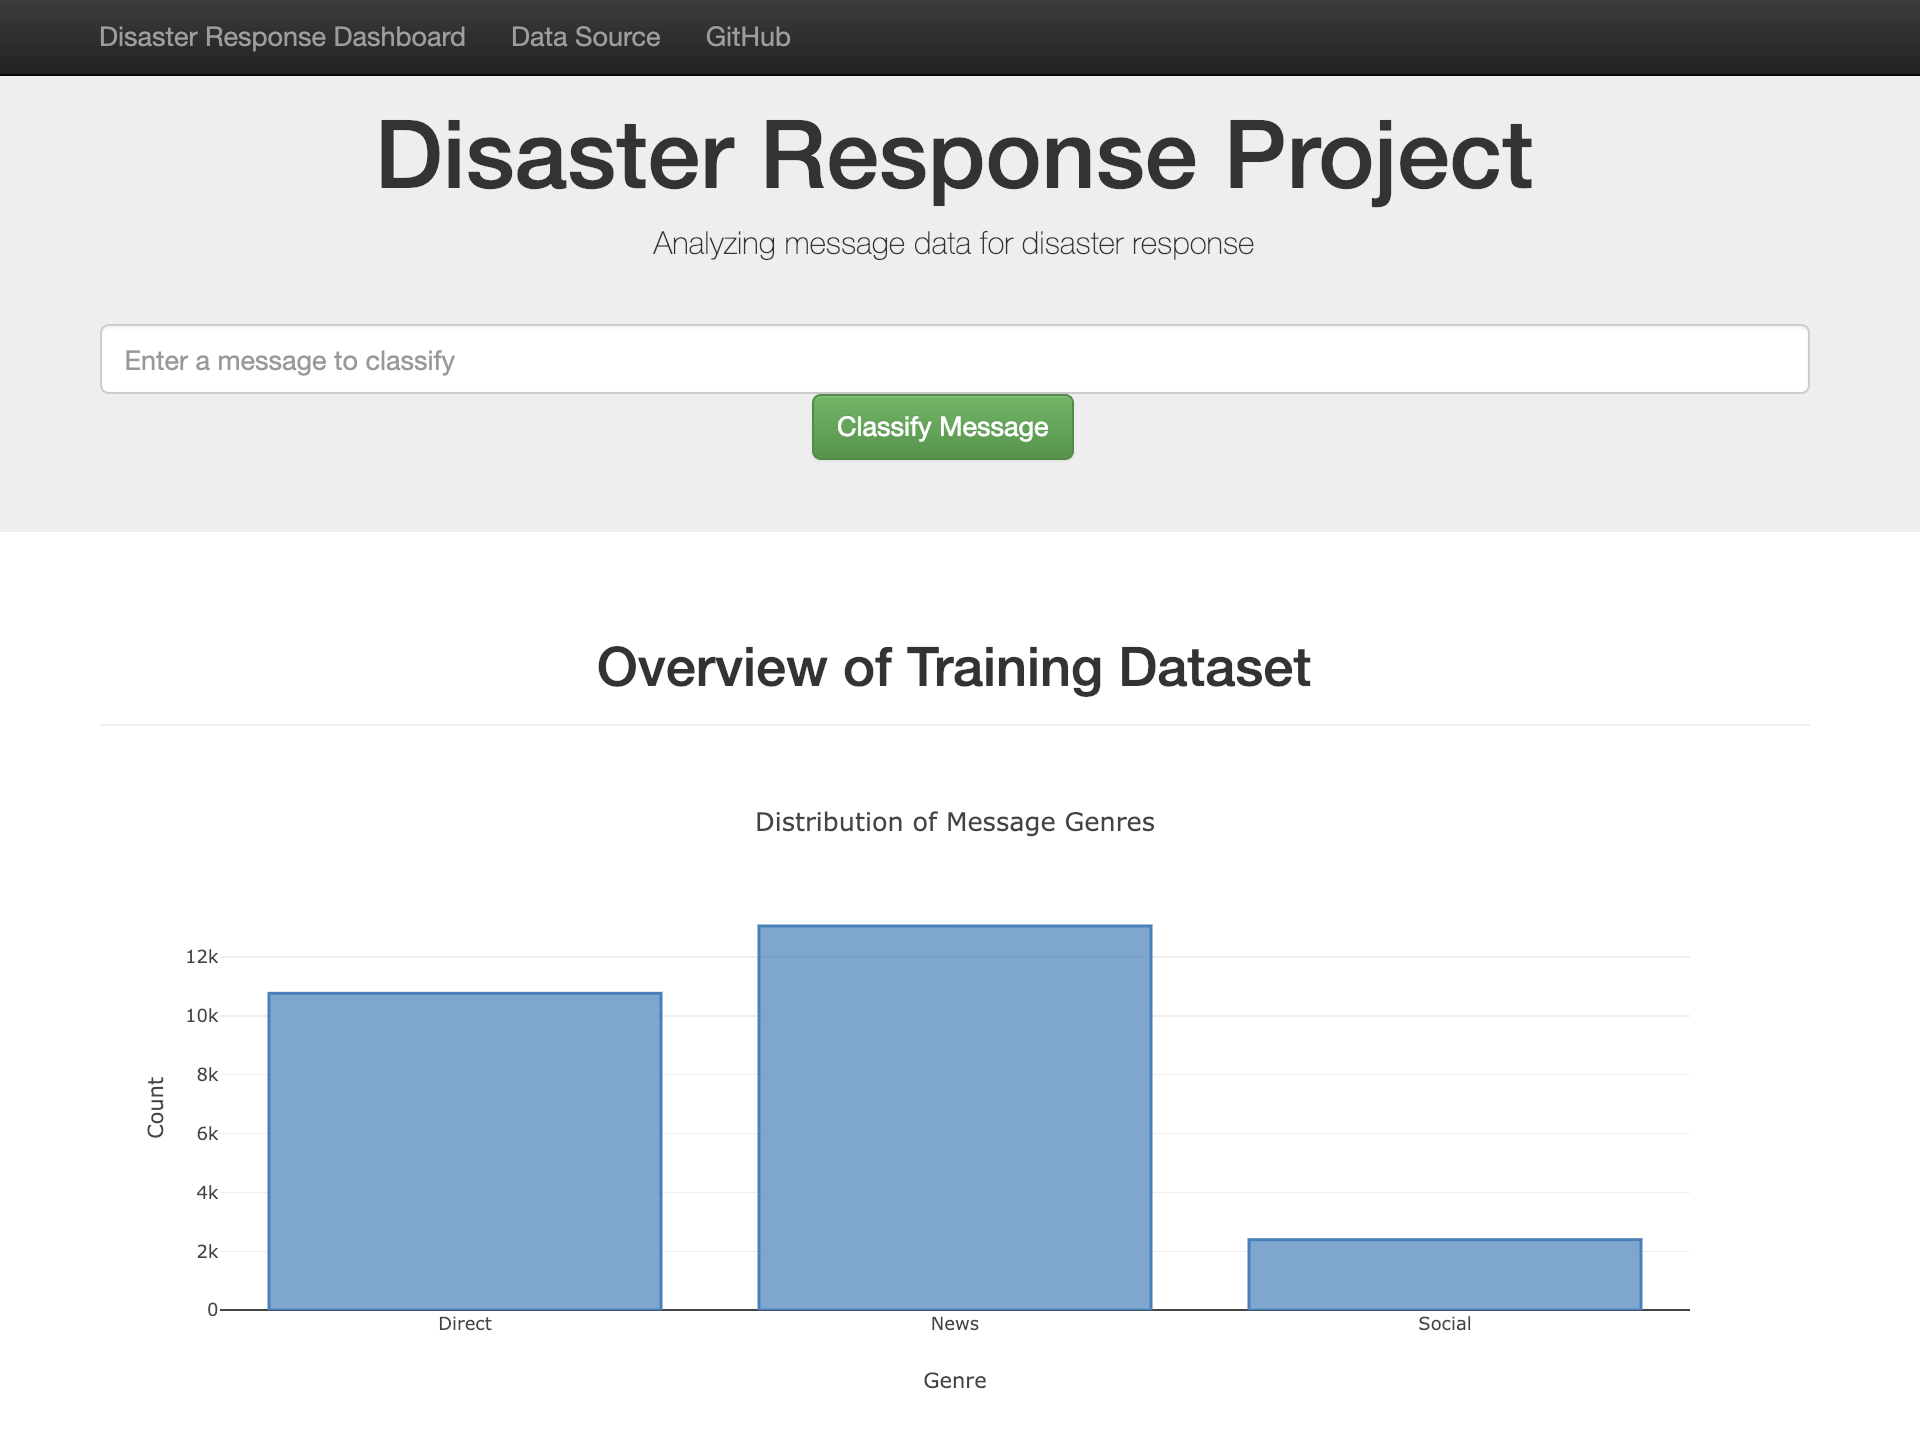 Disaster Response Dashboard Data Source GitHub
Disaster Response Project
Analyzing message data for disaster response
Enter a message to classify
Classify Message
Overview of Training Dataset
Distribution of Message Genres
12k
10k
8k
6k
4k
2k
0
Count
Direct News Social
Genre